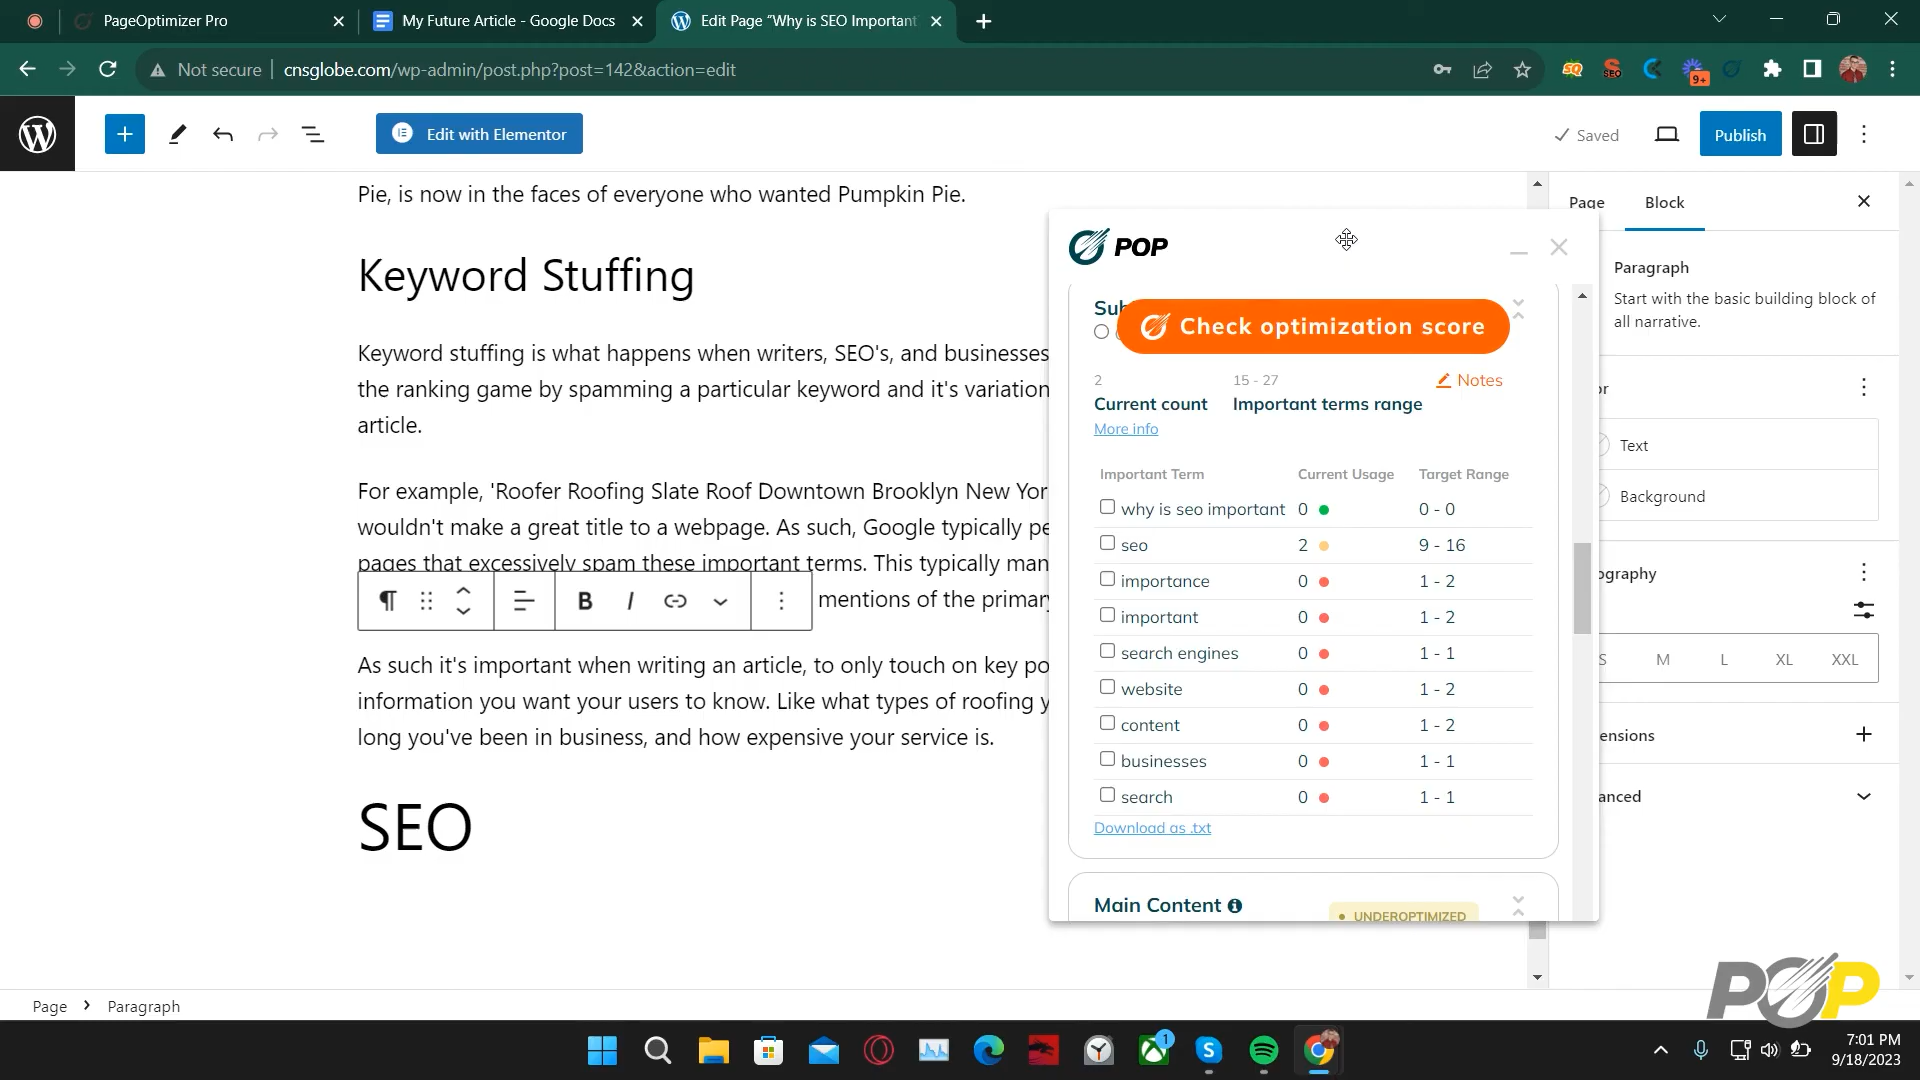 PageOptimizer Pro
My Future Article - Google Docs
Edit Page "Why is SEO Important
Not secure
cnsglobe.com/wp-admin/post.php?post=142&action=edit
9+
Edit with Elementor
Saved
Publish
Pie, is now in the faces of everyone who wanted Pumpkin Pie.
Keyword Stuffing
Keyword stuffing is what happens when writers, SEO's, and businesses
the ranking game by spamming a particular keyword and it's variation
article.
For example, 'Roofer Roofing Slate Roof Downtown Brooklyn New Yor
wouldn't make a great title to a webpage. As such, Google typically pe
pages that excessively spam these important terms. This typically man
mentions of the primary
As such it's important when writing an article, to only touch on key po
information you want your users to know. Like what types of roofing y
long you've been in business, and how expensive your service is.
SEO
POP
Sub
Check optimization score
2
15 - 27
Notes
Current count
Important terms range
More info
Important Term Current Usage Target Range
why is seo important 0 0 - 0
seo 2 9 - 16
importance 0 1 - 2
important 0 1 - 2
search engines 0 1 - 1
website 0 1 - 2
content 0 1 - 2
businesses 0 1 - 1
search 0 1 - 1
Download as .txt
Main Content
UNDEROPTIMIZED
Page
Block
Paragraph
Start with the basic building block of
all narrative.
or
Text
Background
ography
S M L XL XXL
ensions
anced
POP
Page
Paragraph
1
7:01 PM
9/18/2023